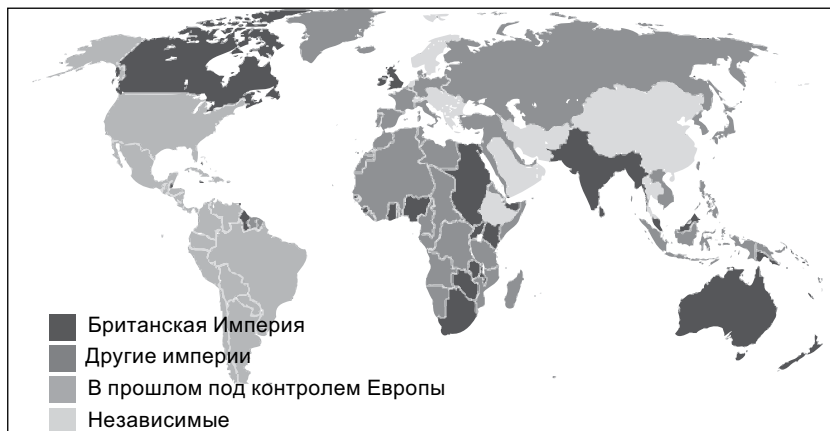 Британская Империя
Другие империи
В прошлом под контролем Европы
Независимые